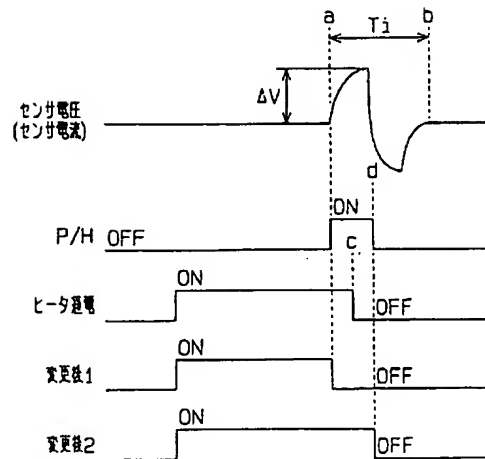 a b
Ti
ΔV
センサ電圧
(センサ電流)
d
ON
P/H OFF
c
ON
ヒータ通電 OFF
ON
変更後1 OFF
ON
変更後2 OFF